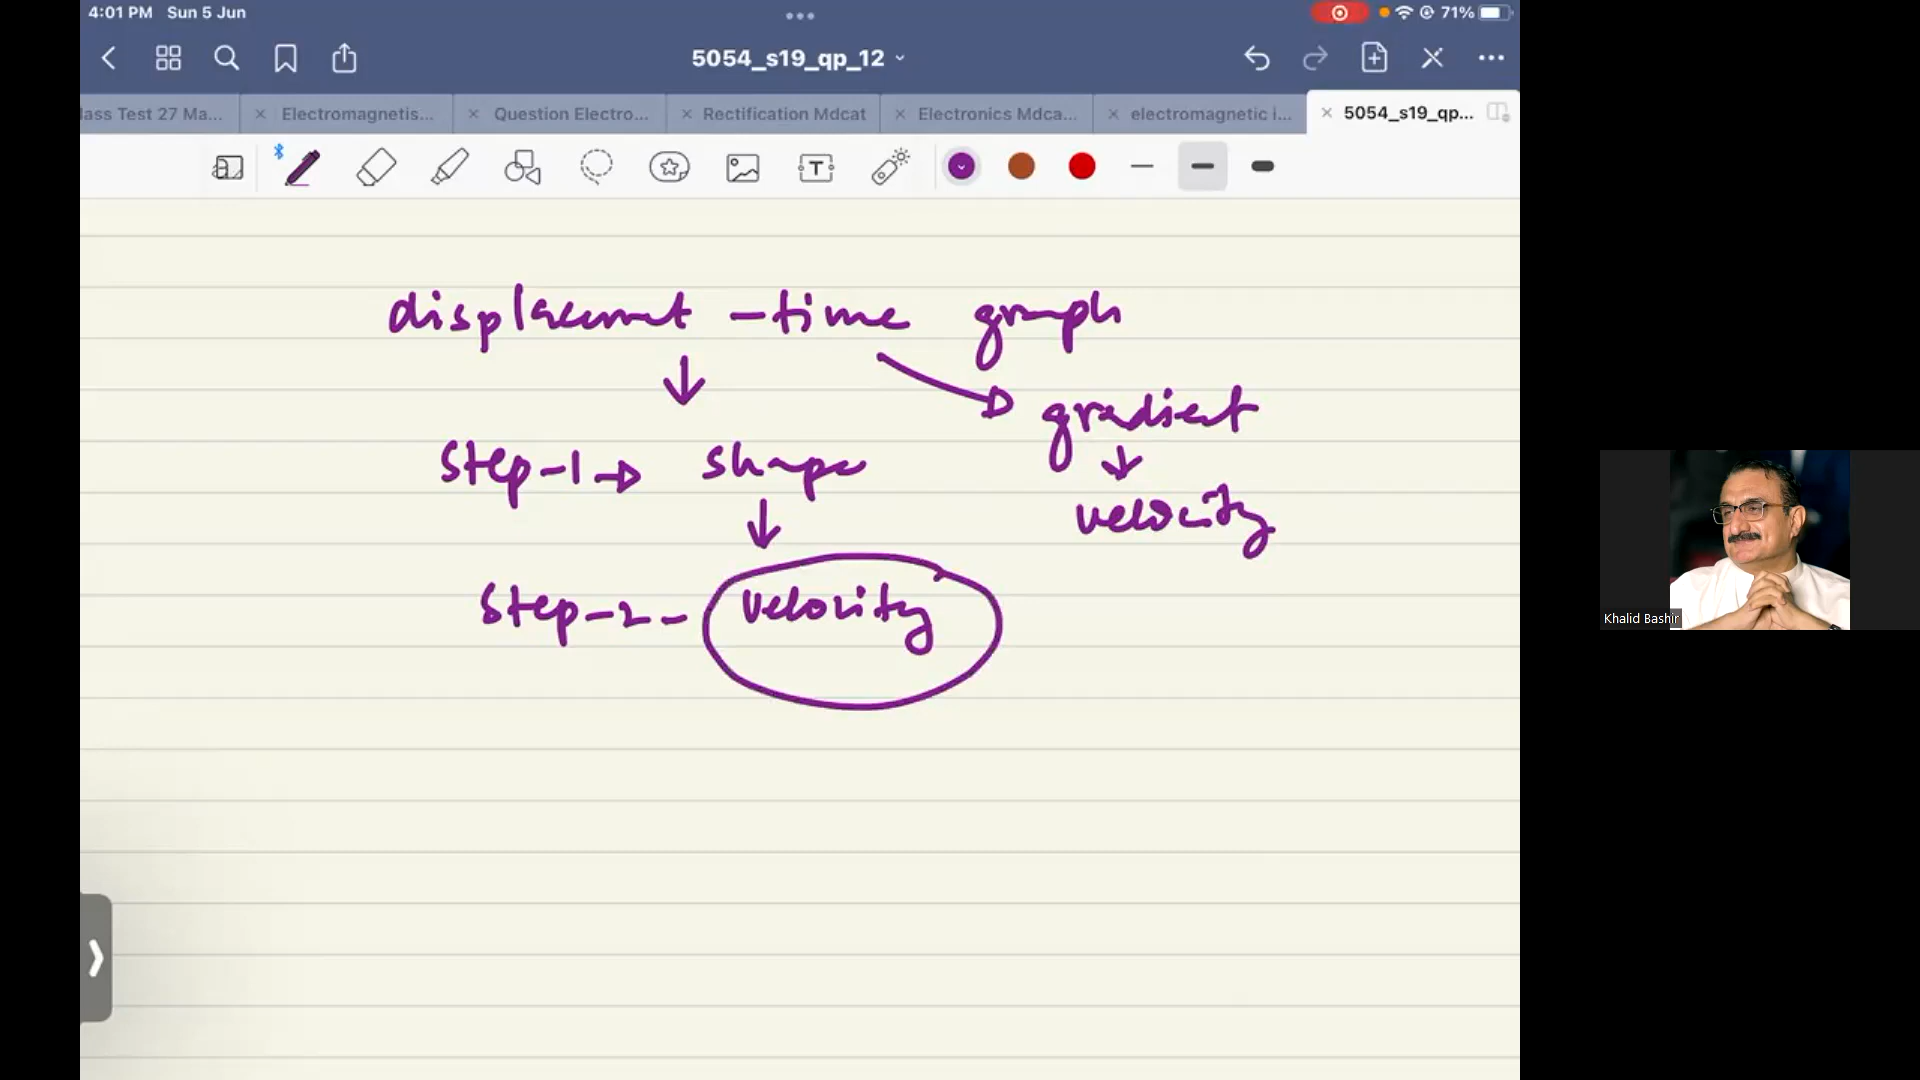 4:01 PM Sun 5 Jun
71%
5054_s19_qp_12
lass Test 27 Ma...
Electromagnetis...
Question Electro...
Rectification Mdcat
Electronics Mdca...
electromagnetic i...
5054_s19_qp...
displacement - time graph
gradient
Step-1 → shape
velocity
Step-2 - velocity
Khalid Bashir